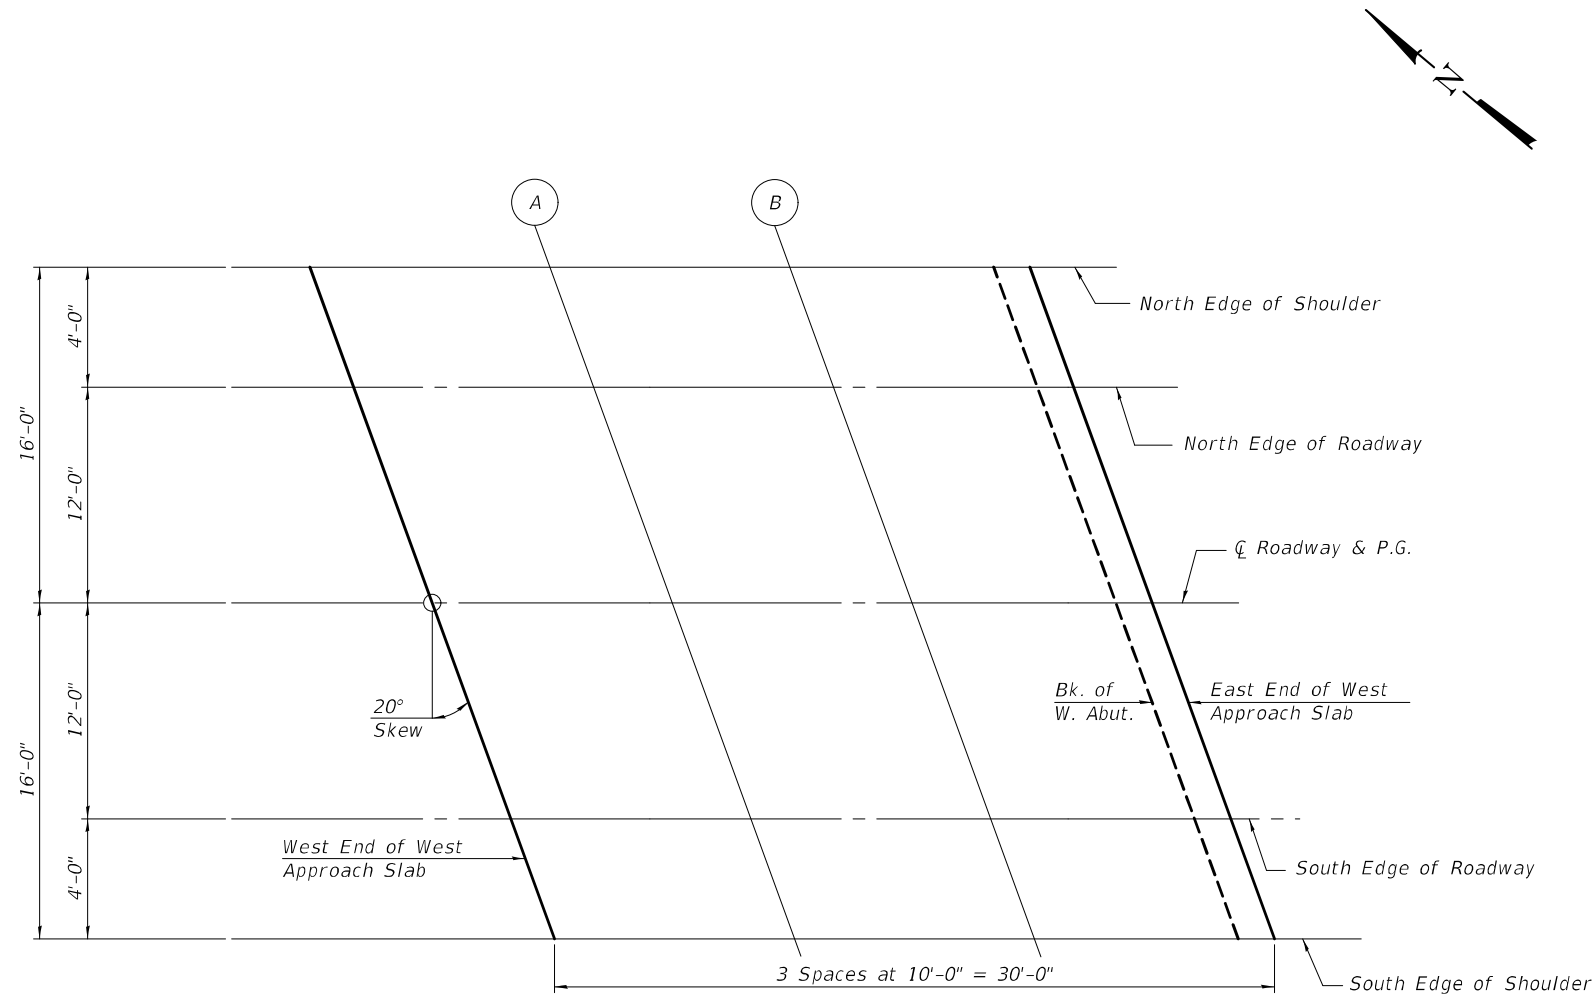 N
A
B
North Edge of Shoulder
4'-0"
16'-0"
North Edge of Roadway
12'-0"
℄ Roadway & P.G.
20°
Skew
Bk. of
W. Abut.
East End of West
Approach Slab
12'-0"
16'-0"
West End of West
Approach Slab
4'-0"
South Edge of Roadway
3 Spaces at 10'-0" = 30'-0"
South Edge of Shoulder